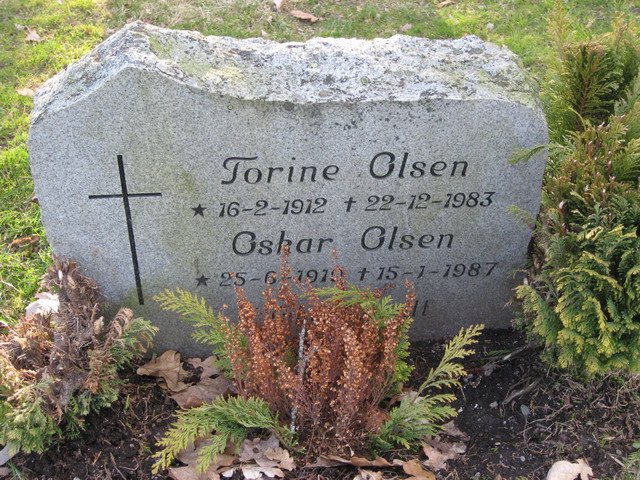 Torine Olsen
★ 16-2-1912 † 22-12-1983
Oskar Olsen
★ 25-6-1919 † 15-1-1987